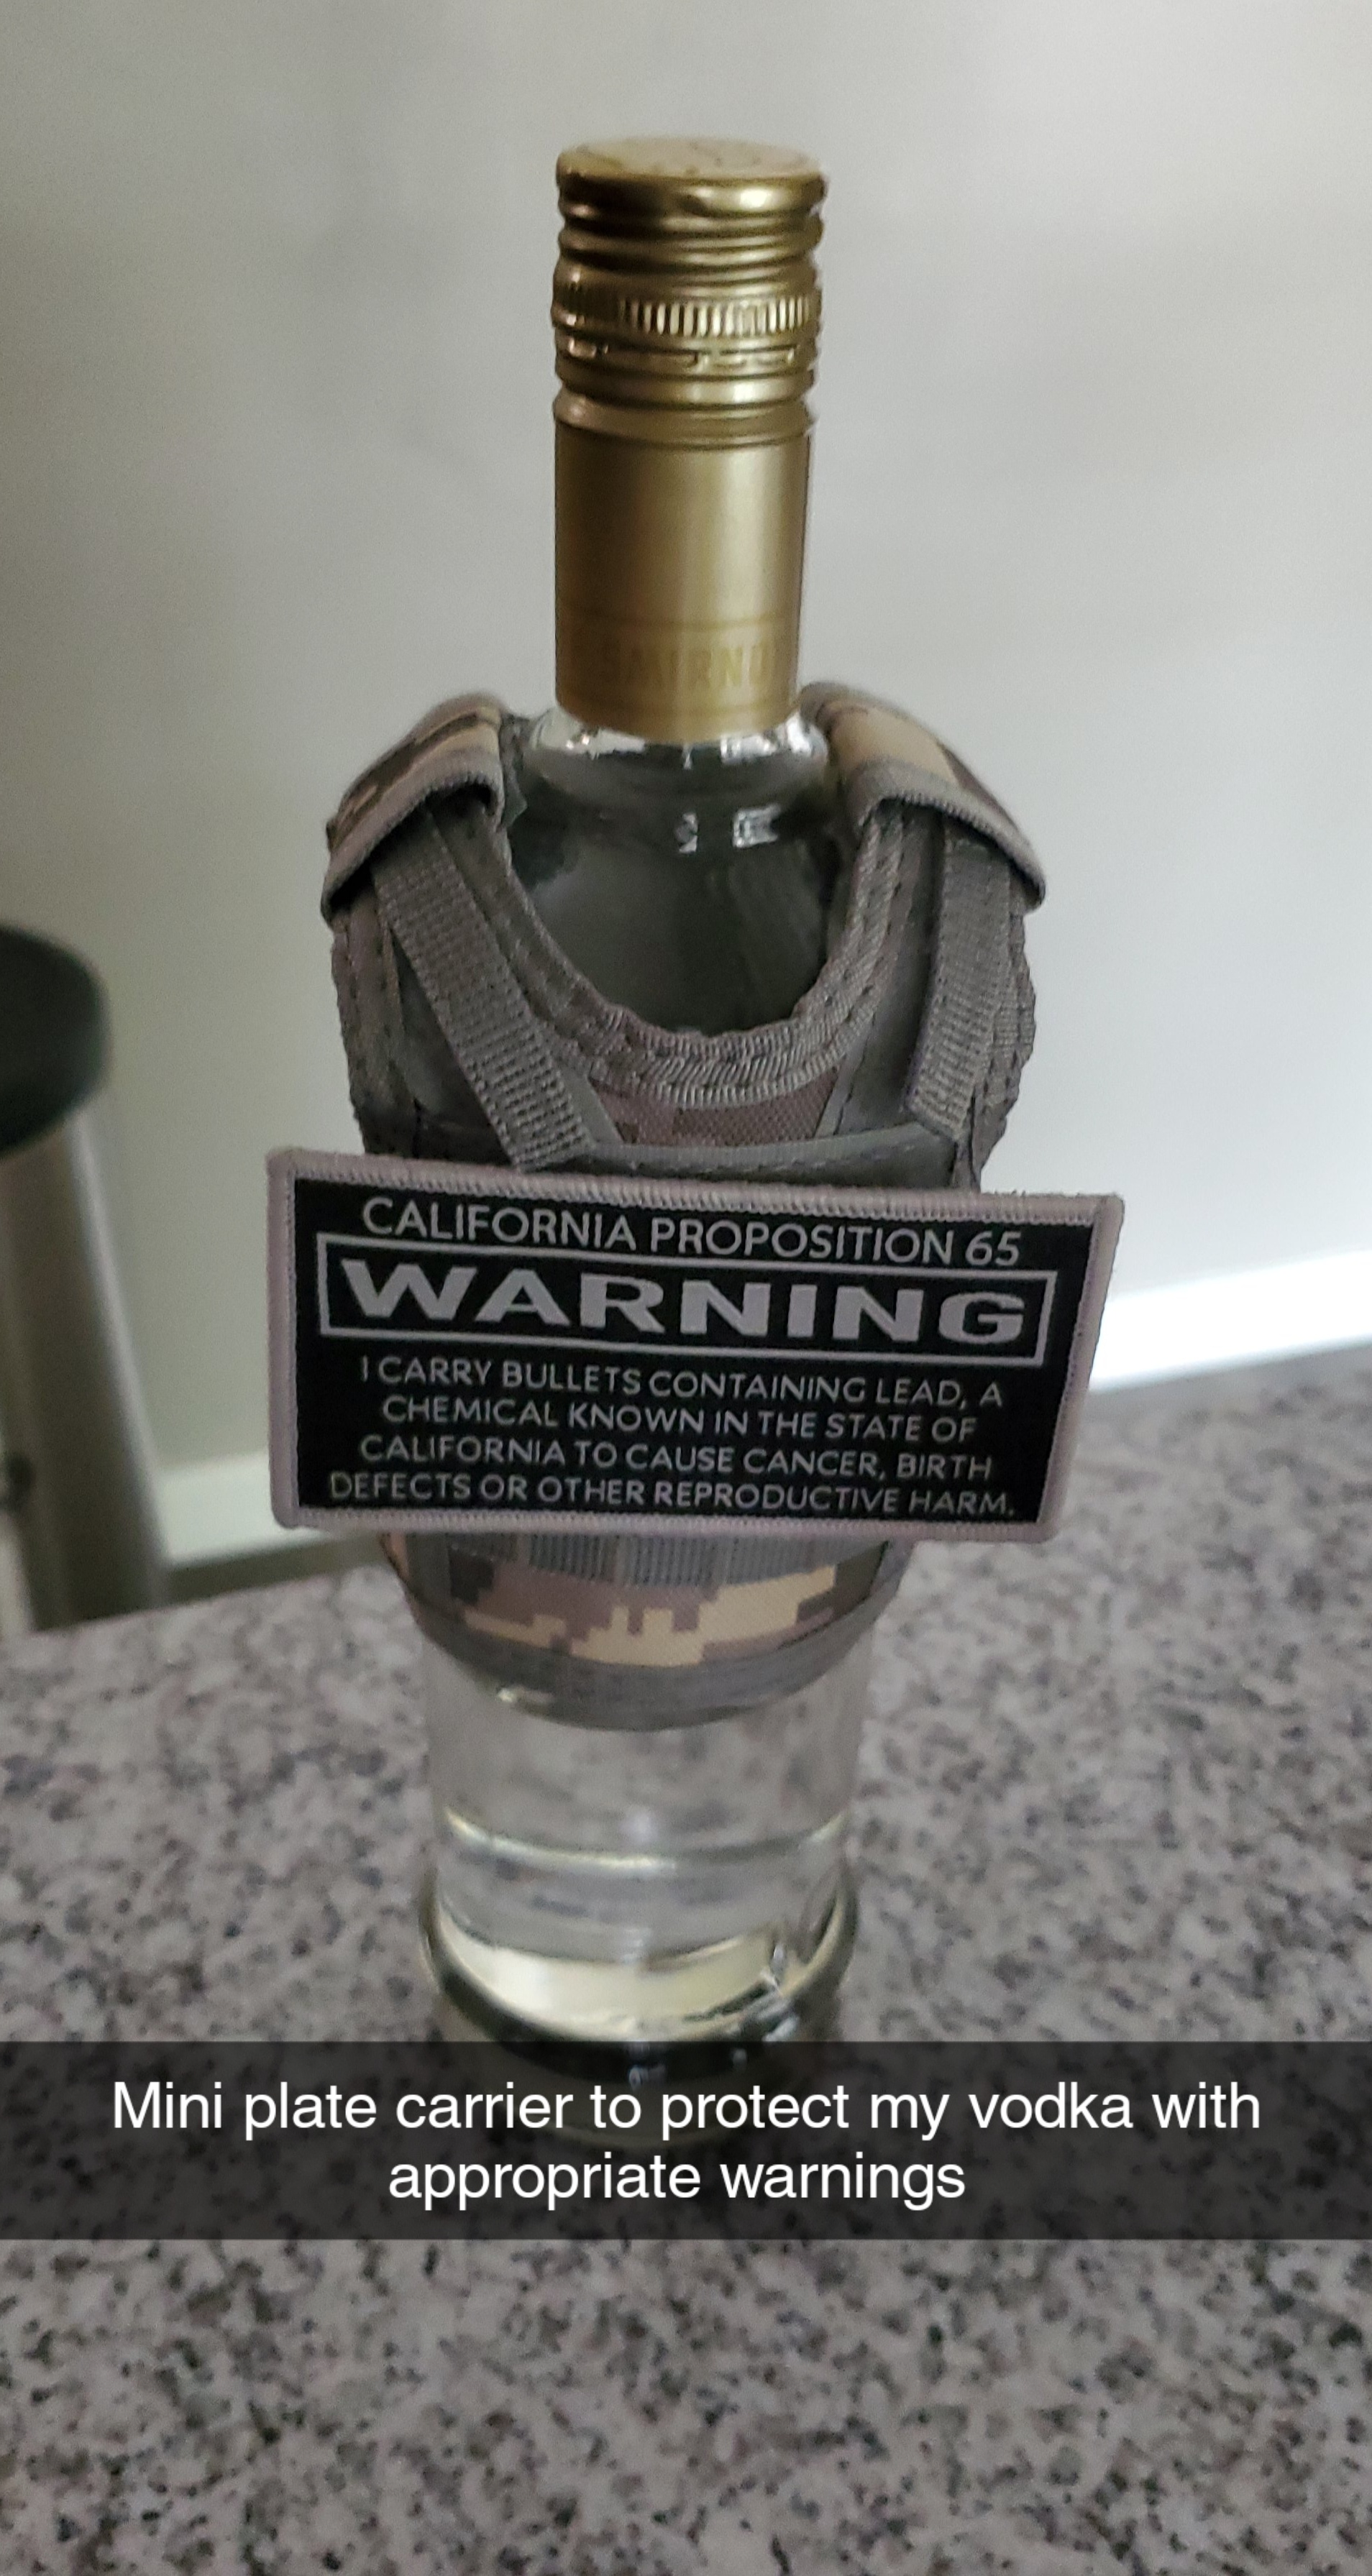 CALIFORNIA PROPOSITION 65
WARNING
I CARRY BULLETS CONTAINING LEAD, A
CHEMICAL KNOWN IN THE STATE OF
CALIFORNIA TO CAUSE CANCER, BIRTH
DEFECTS OR OTHER REPRODUCTIVE HARM.
Mini plate carrier to protect my vodka with
appropriate warnings